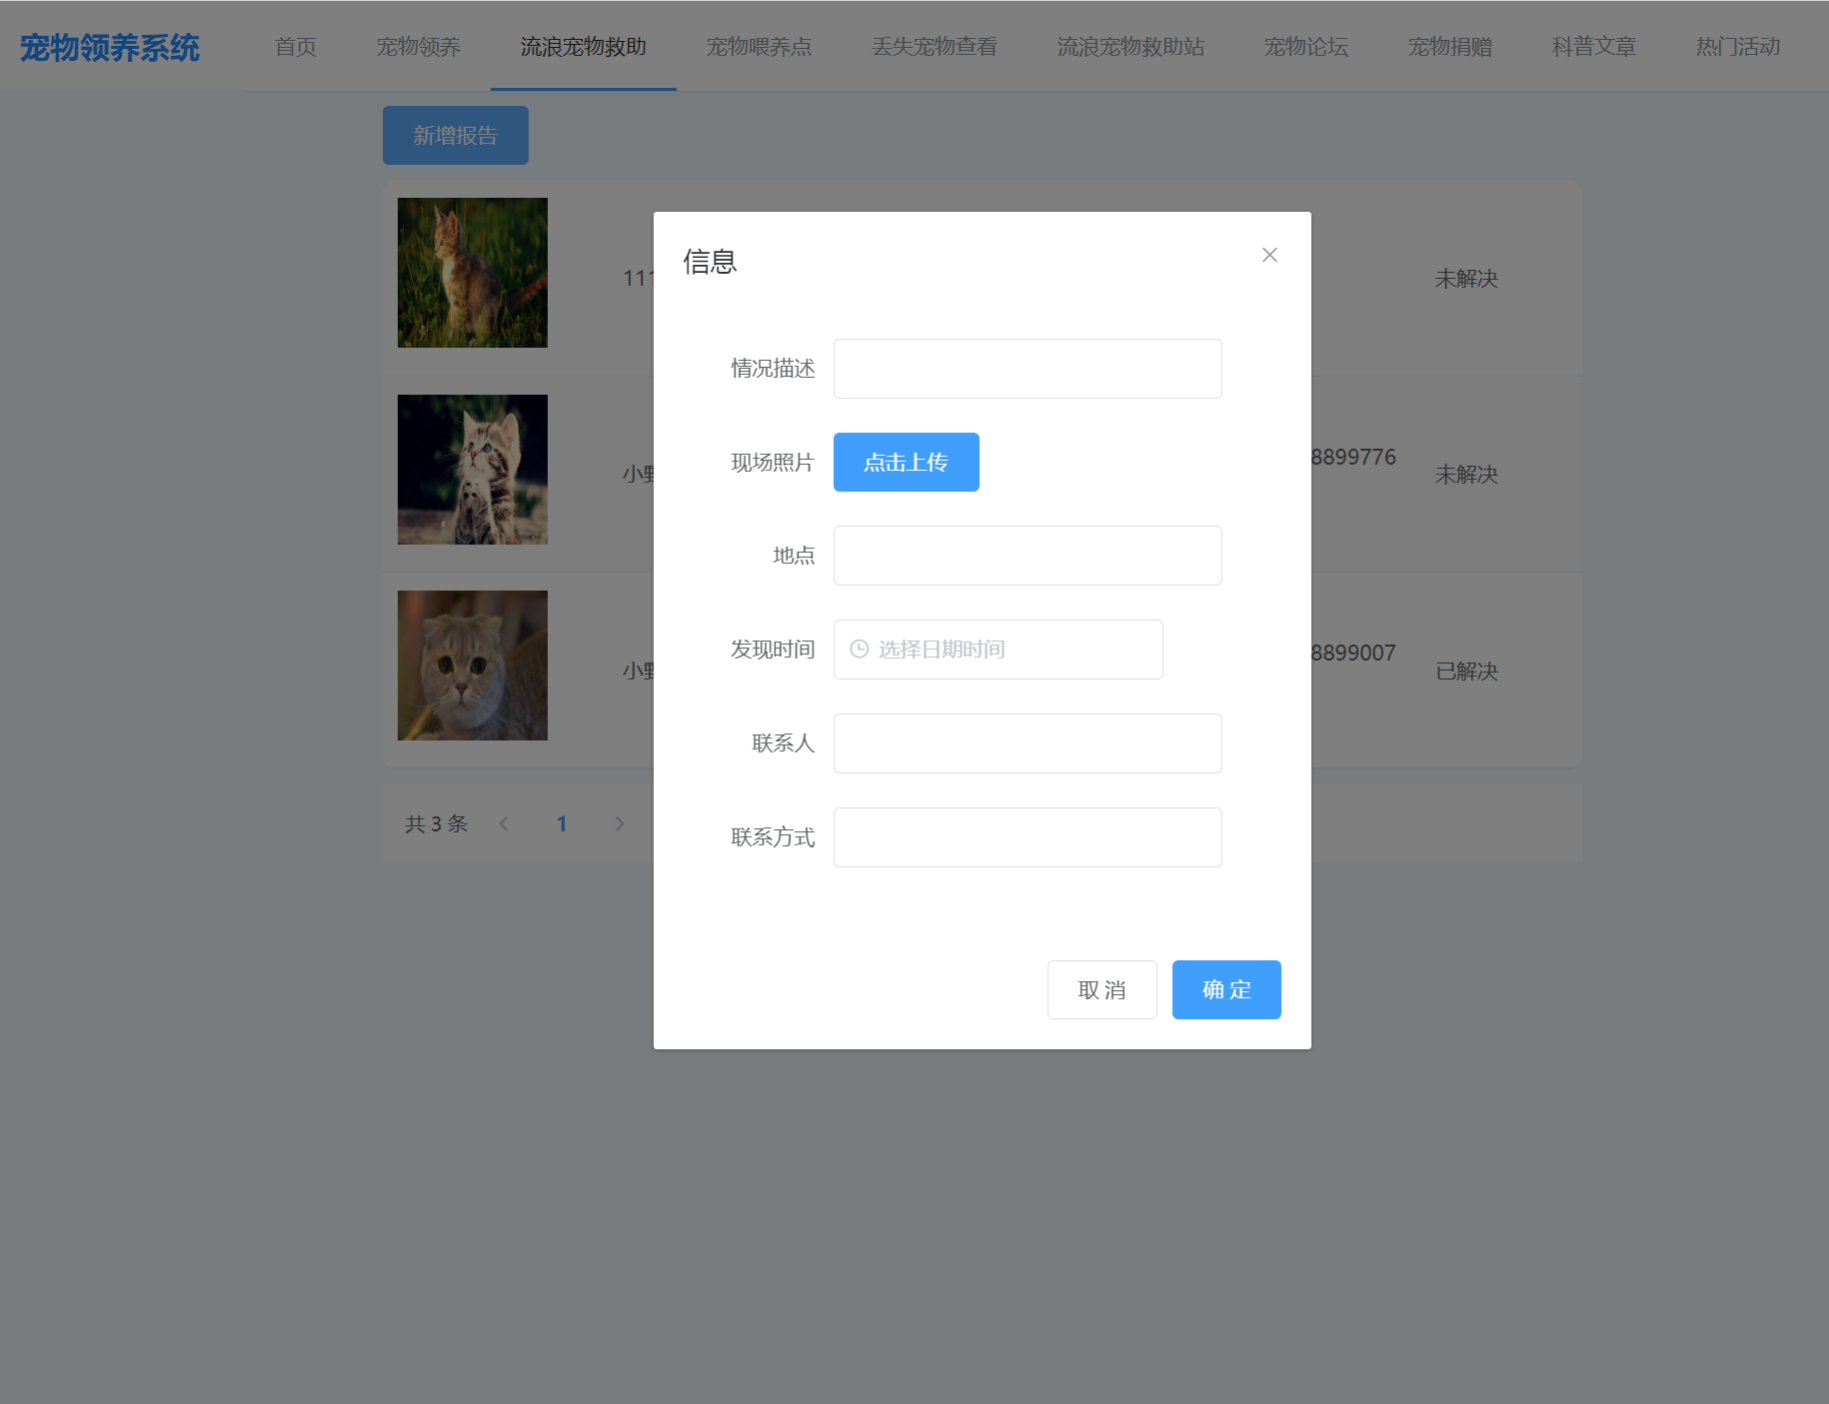 宠物领养系统 首页 宠物领养 流浪宠物救助 宠物喂养点 丢失宠物查看 流浪宠物救助站 宠物论坛 宠物捐赠 科普文章 热门活动
新增报告
信息
111 未解决
情况描述
现场照片 点击上传
8899776
小野 未解决
地点
发现时间 选择日期时间
8899007
小野 已解决
联系人
共 3 条 1
联系方式
取 消 确 定